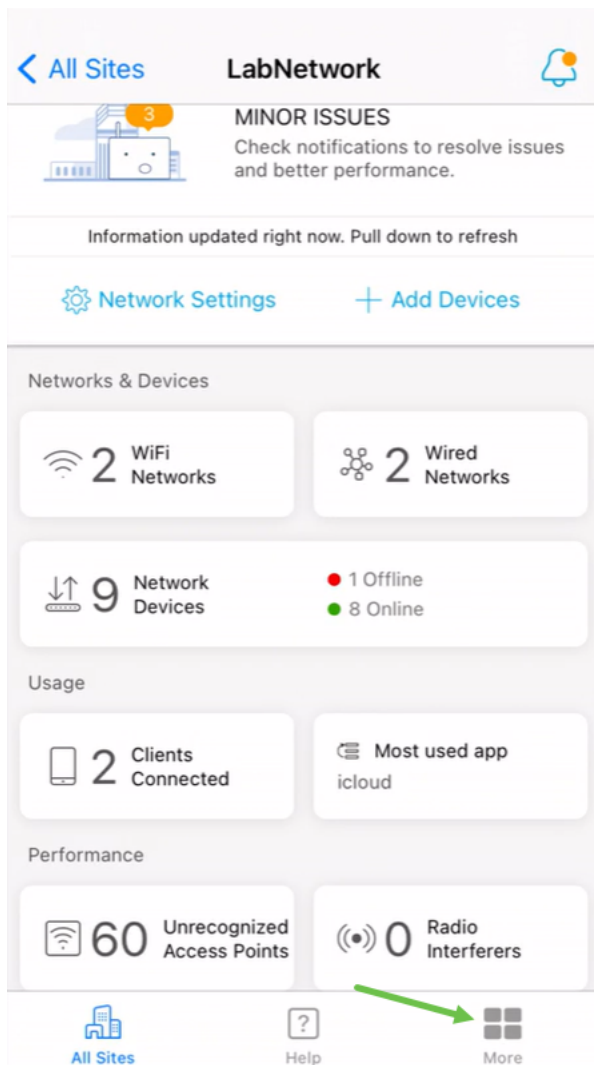 All Sites
LabNetwork
3
MINOR ISSUES
Check notifications to resolve issues
and better performance.
Information updated right now. Pull down to refresh
Network Settings
Add Devices
Networks & Devices
2 WiFi
Networks
2 Wired
Networks
9 Network
Devices
1 Offline
8 Online
Usage
2 Clients
Connected
Most used app
icloud
Performance
60 Unrecognized
Access Points
0 Radio
Interferers
?
All Sites
Help
More